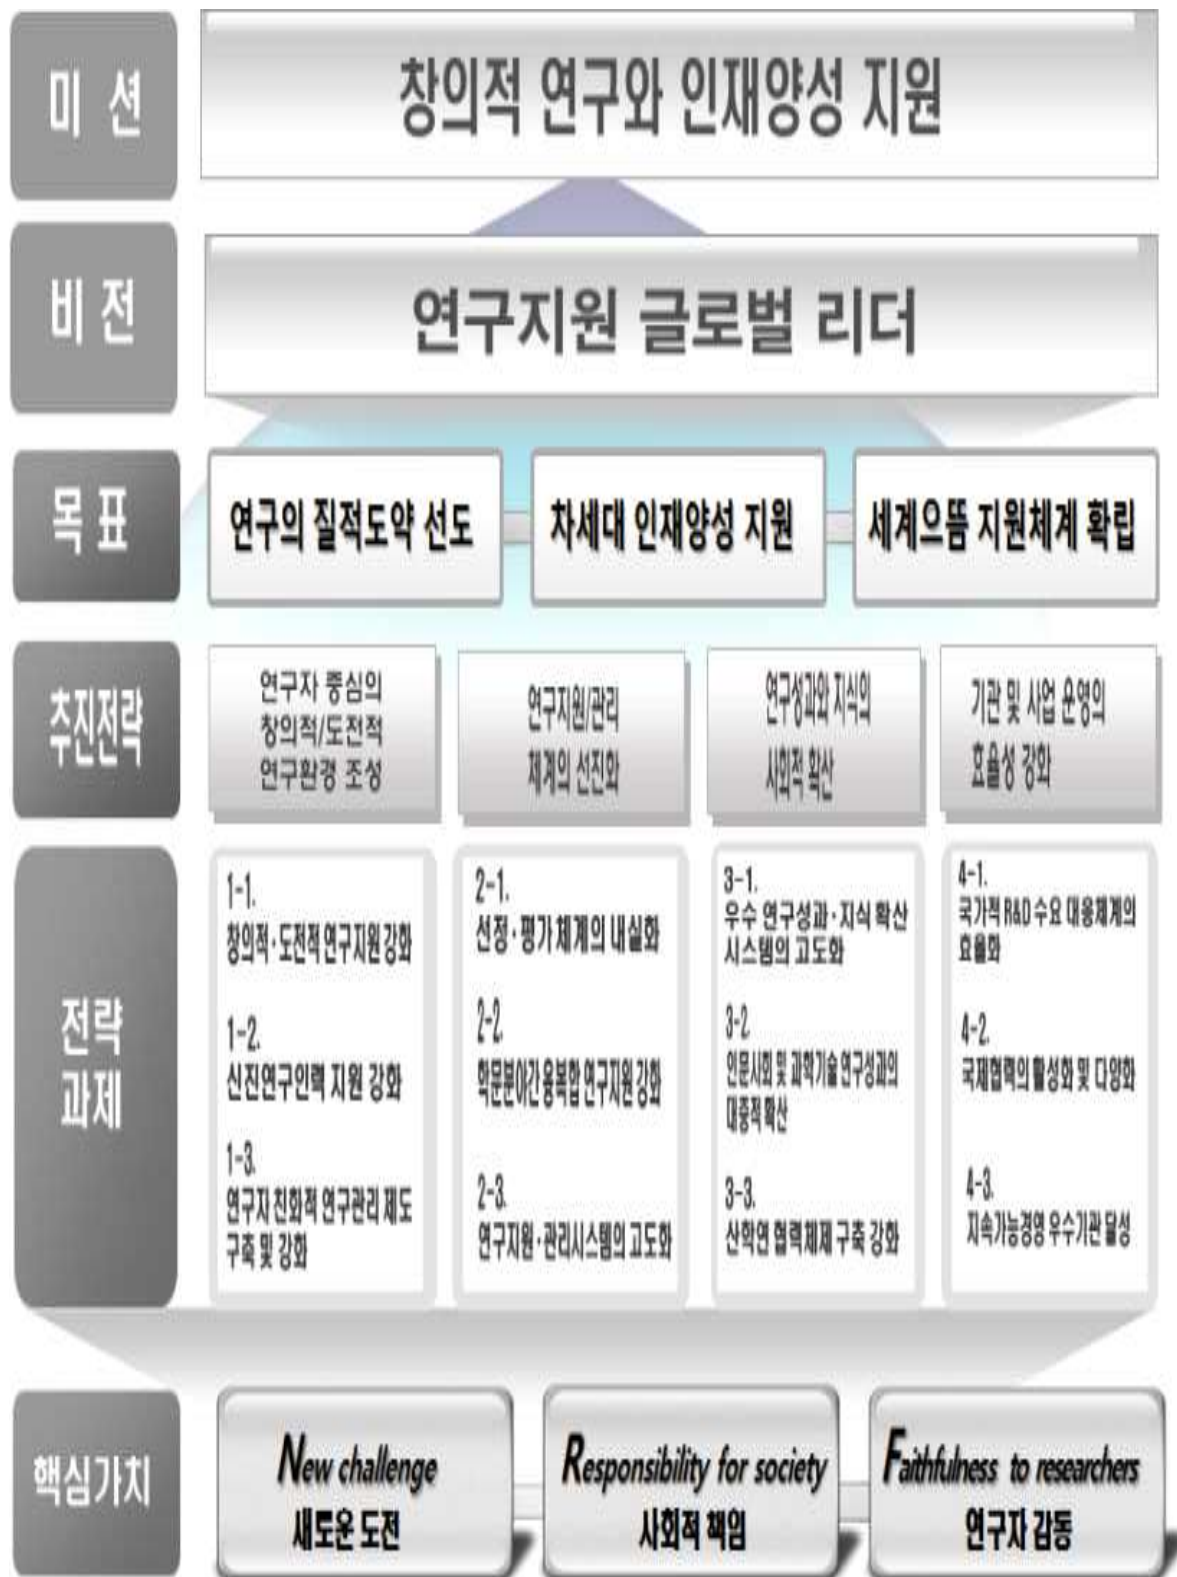 미 션
창의적 연구와 인재양성 지원
비 전
연구지원 글로벌 리더
목 표
연구의 질적도약 선도
차세대 인재양성 지원
세계으뜸 지원체계 확립
추진전략
연구자 중심의
창의적/도전적
연구환경 조성
연구지원/관리
체계의 선진화
연구성과와 지식의
사회적 확산
기관 및 사업 운영의
효율성 강화
전략
과제
1-1.
창의적·도전적 연구지원 강화
1-2.
신진연구인력 지원 강화
1-3.
연구자 친화적 연구관리 제도
구축 및 강화
2-1.
선정·평가 체계의 내실화
2-2.
학문분야간 융복합 연구지원 강화
2-3.
연구지원·관리시스템의 고도화
3-1.
우수 연구성과·지식 확산
시스템의 고도화
3-2
인문사회 및 과학기술 연구성과의
대중적 확산
3-3.
산학연 협력체제 구축 강화
4-1.
국가적 R&D 수요 대응체계의
효율화
4-2.
국제협력의 활성화 및 다양화
4-3.
지속가능경영 우수기관 달성
핵심가치
New challenge
새로운 도전
Responsibility for society
사회적 책임
Faithfulness to researchers
연구자 감동